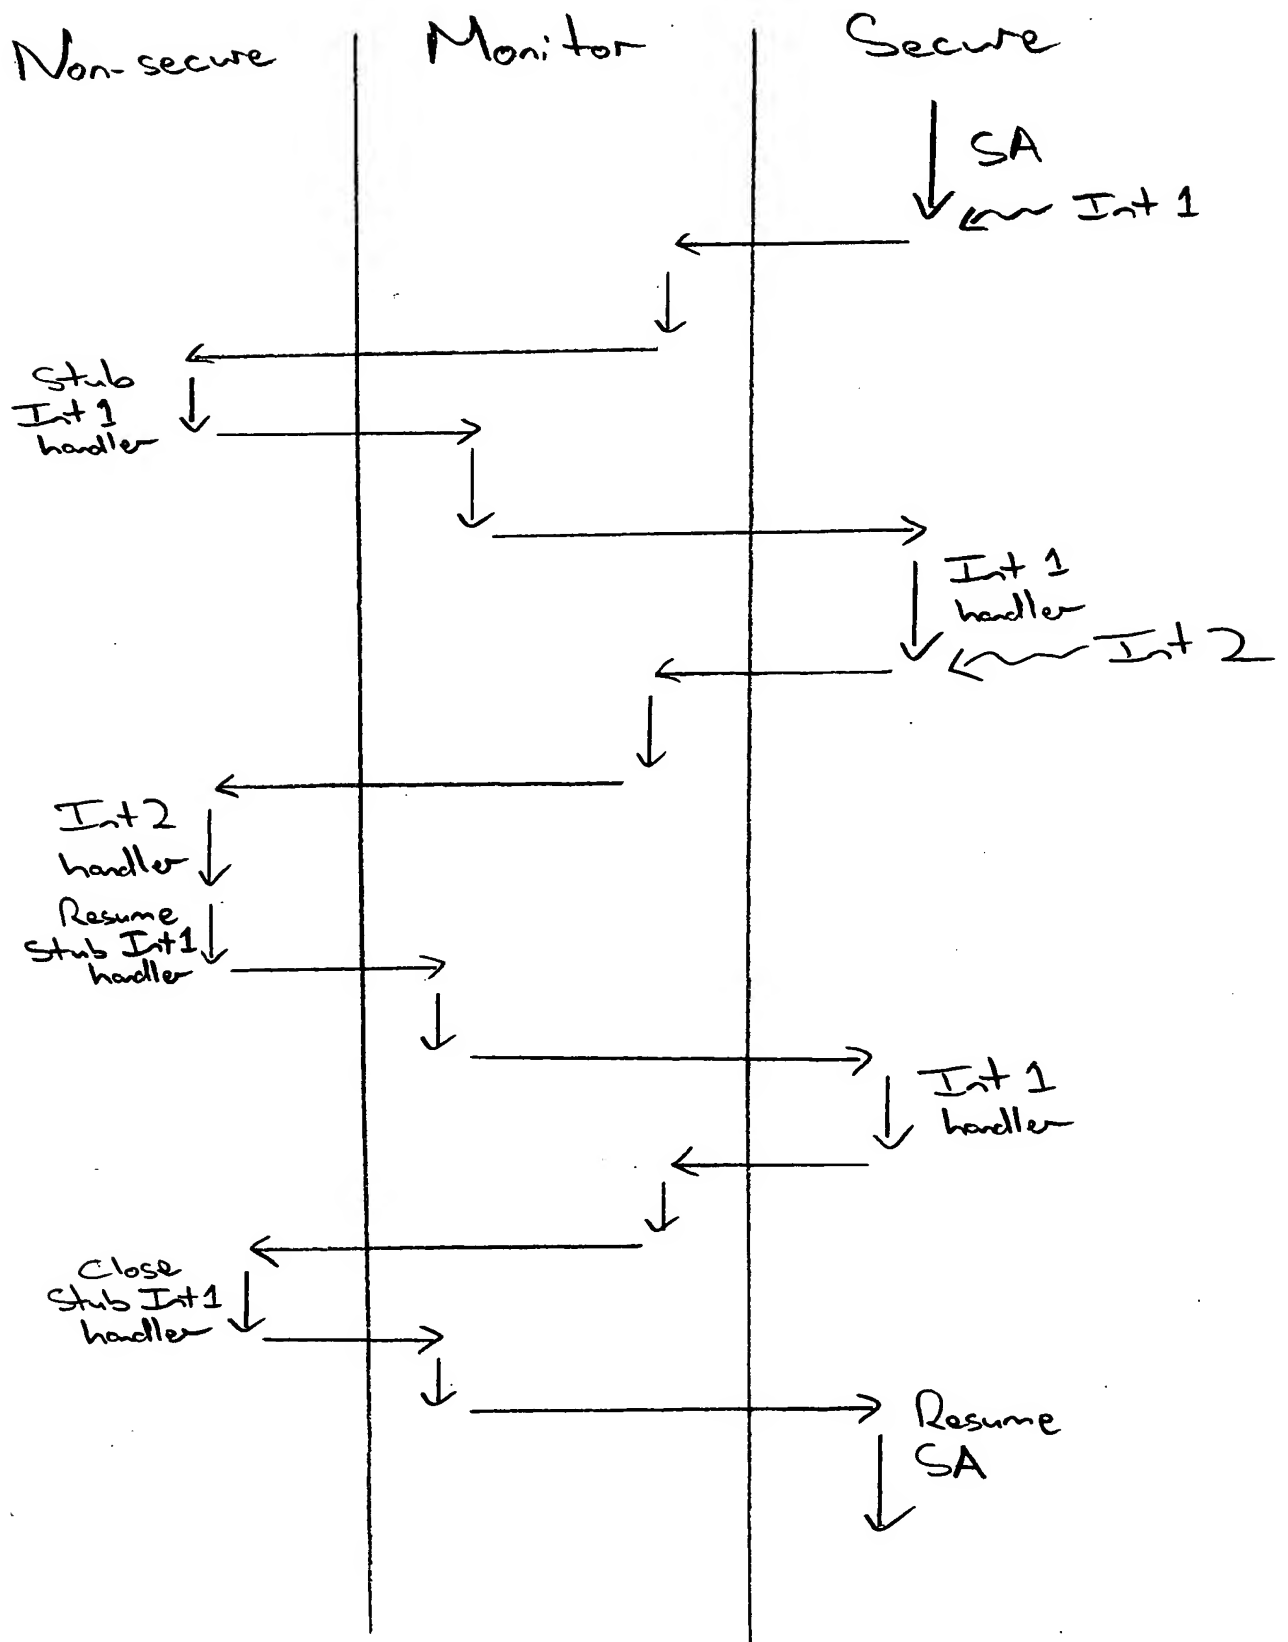 Non-secure
Monitor
Secure
SA
Int 1
Stub
Int 1
handler
Int 1
handler
Int 2
Int 2
handler
Resume
Stub Int 1
handler
Int 1
handler
Close
Stub Int 1
handler
Resume
SA